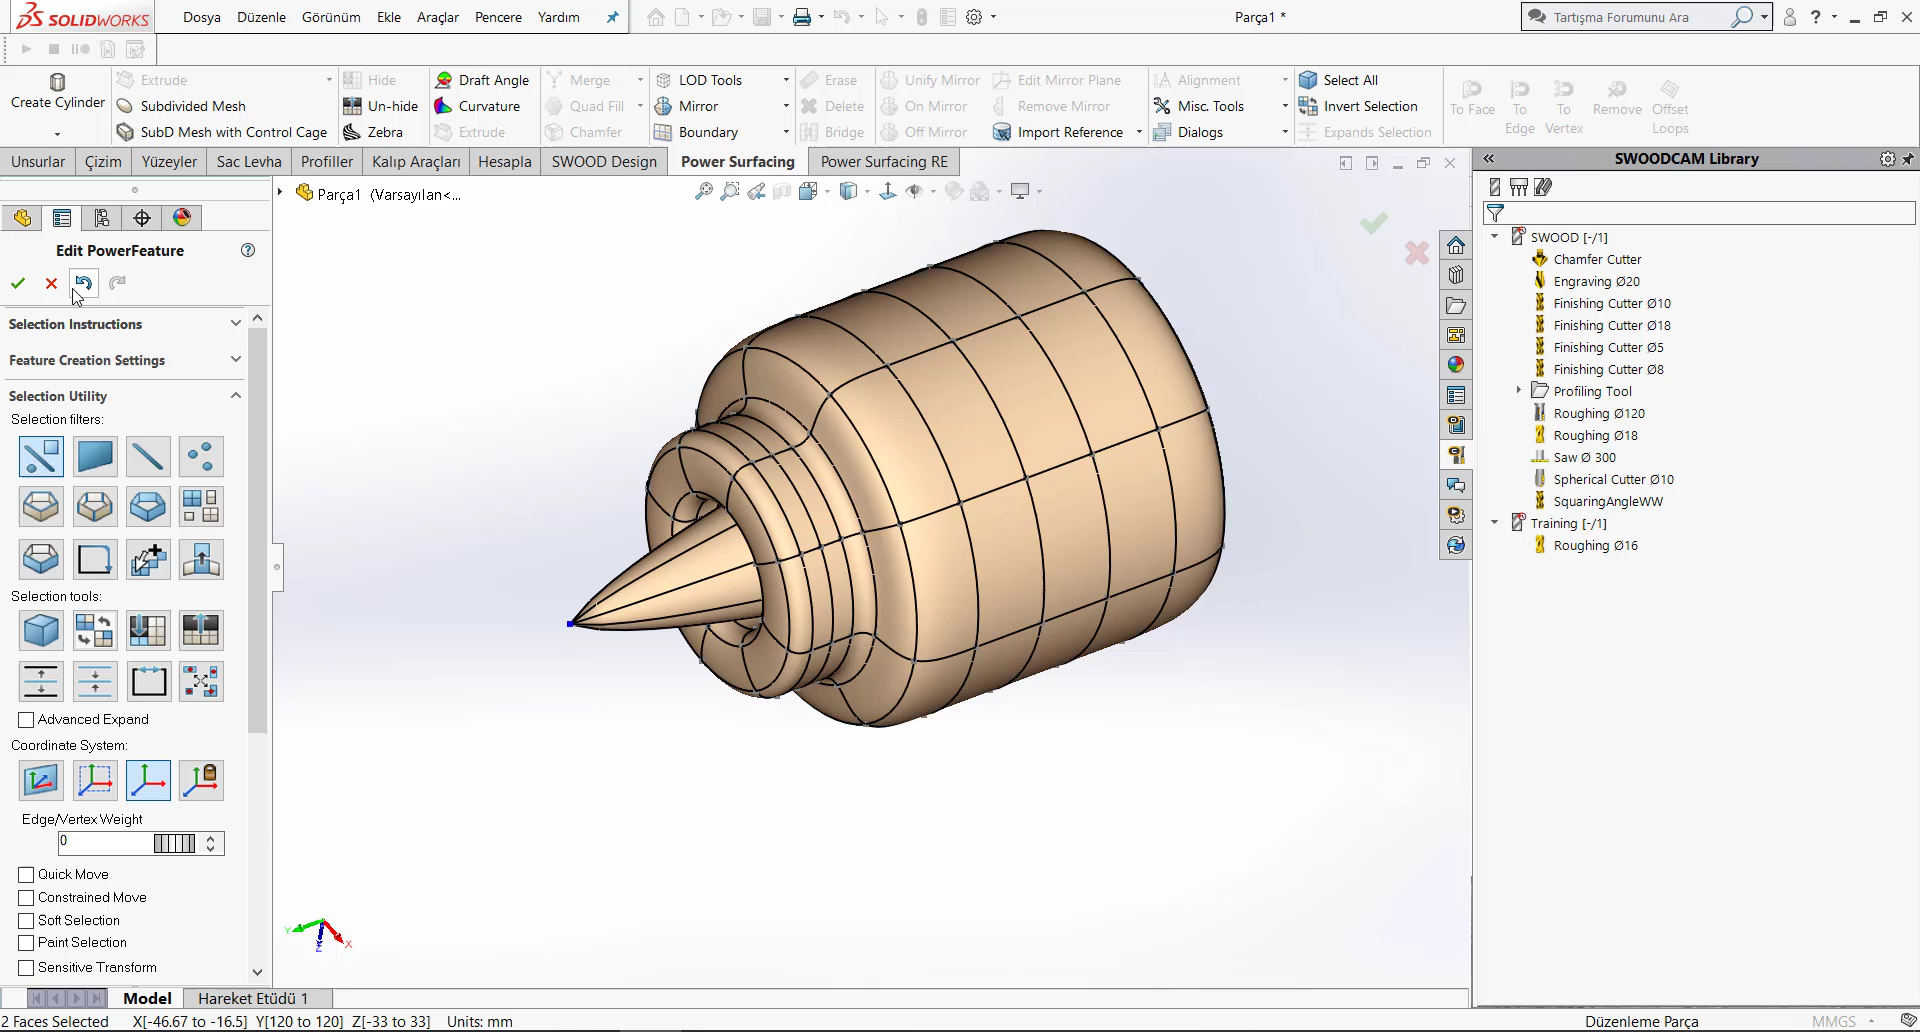 SOLIDWORKS
Dosya Düzenle Görünüm Ekle Araçlar Pencere Yardım
Parça1 *
Tartışma Forumunu Ara
?
Create Cylinder
Extrude
Subdivided Mesh
SubD Mesh with Control Cage
Hide
Un-hide
Zebra
Draft Angle
Curvature
Extrude
Merge
Quad Fill
Chamfer
LOD Tools
Mirror
Boundary
Erase
Delete
Bridge
Unify Mirror
On Mirror
Off Mirror
Edit Mirror Plane
Remove Mirror
Import Reference
Alignment
Misc. Tools
Dialogs
Select All
Invert Selection
Expands Selection
To Face
To Edge
To Vertex
Remove
Offset Loops
Unsurlar Çizim Yüzeyler Sac Levha Profiller Kalıp Araçları Hesapla SWOOD Design Power Surfacing Power Surfacing RE
SWOODCAM Library
Parça1 (Varsayılan<...
Edit PowerFeature
?
Selection Instructions
Feature Creation Settings
Selection Utility
Selection filters:
Selection tools:
Advanced Expand
Coordinate System:
Edge/Vertex Weight
0
Quick Move
Constrained Move
Soft Selection
Paint Selection
Sensitive Transform
Y
Z
X
SWOOD [-/1]
Chamfer Cutter
Engraving Ø20
Finishing Cutter Ø10
Finishing Cutter Ø18
Finishing Cutter Ø5
Finishing Cutter Ø8
Profiling Tool
Roughing Ø120
Roughing Ø18
Saw Ø 300
Spherical Cutter Ø10
SquaringAngleWW
Training [-/1]
Roughing Ø16
Model Hareket Etüdü 1
2 Faces Selected X[-46.67 to -16.5] Y[120 to 120] Z[-33 to 33] Units: mm
Düzenleme Parça
MMGS